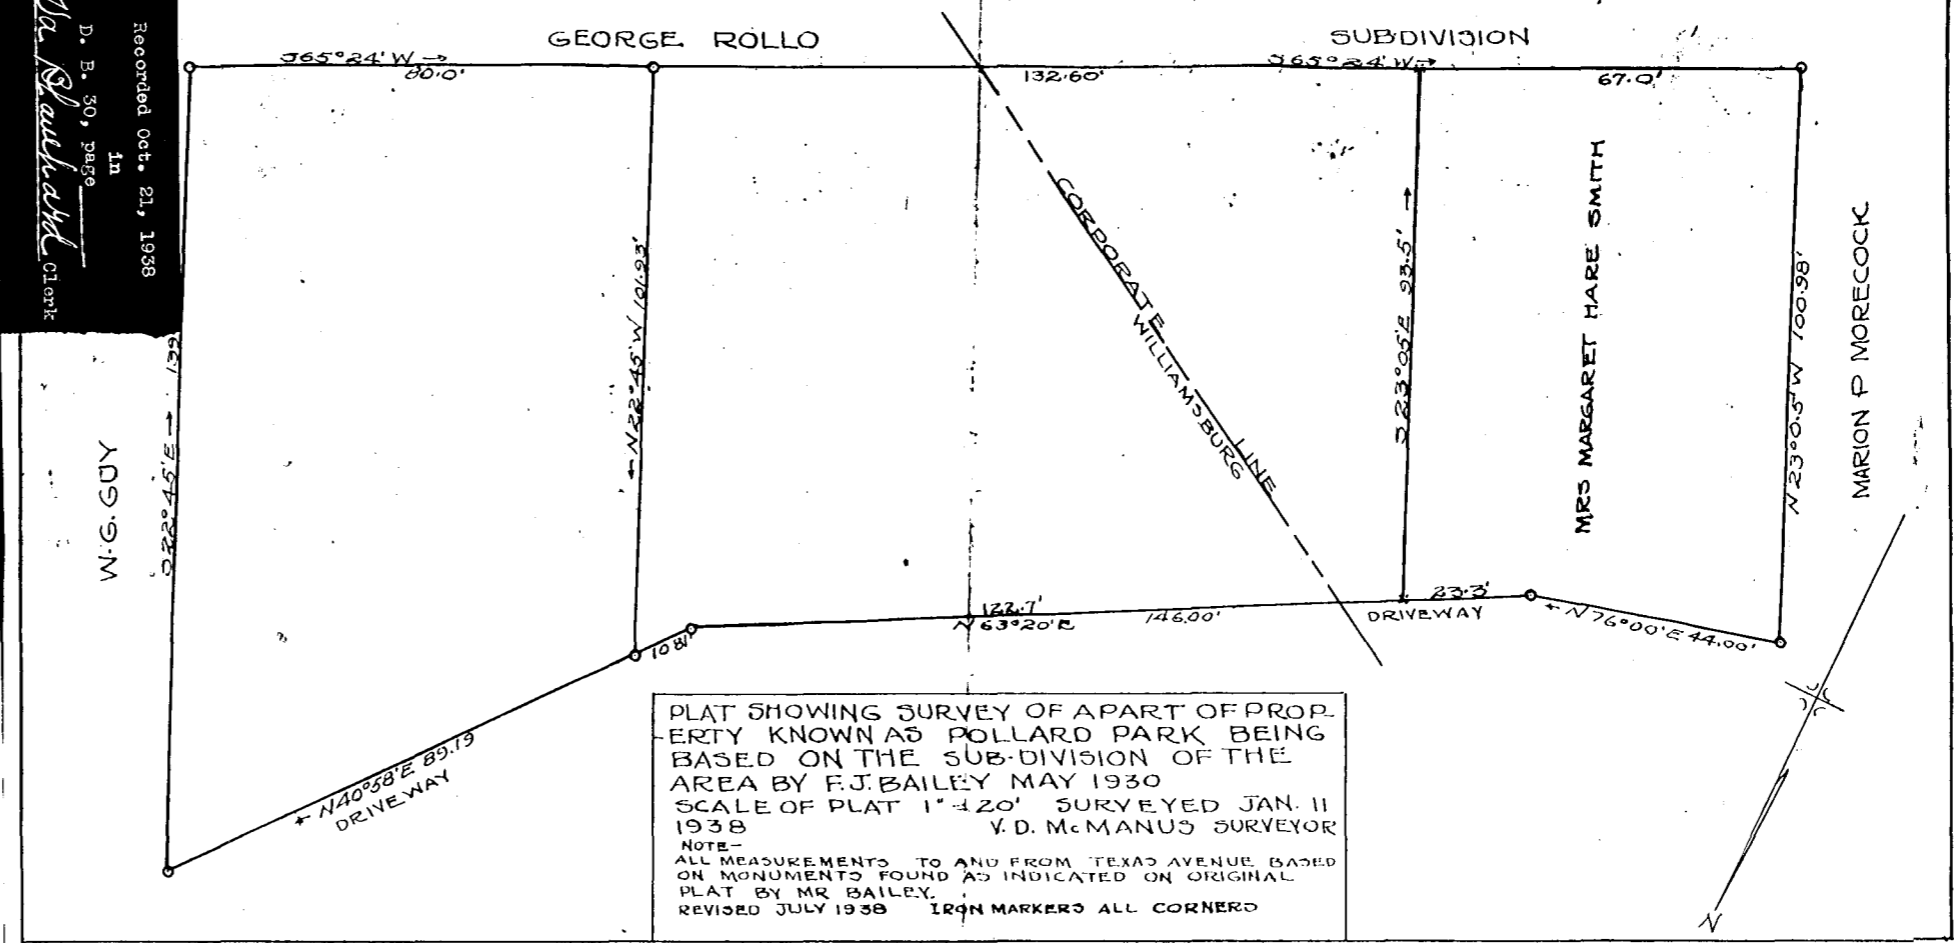 Recorded Oct. 21, 1938
in
D. B. 30, page
Clerk
GEORGE ROLLO SUBDIVISION
S65°24'W
80.0'
132.60'
S65°24'W
67.0'
S22°45'E 139
N22°45'W 101.93'
CORPORATE LINE
WILLIAMSBURG
S23°05'E 93.5'
MRS MARGARET HARE SMITH
N23°0.5'W 100.98'
MARION P MORECOCK
W.G. GUY
N40°58'E 89.19
DRIVEWAY
10.8'
122.7'
N63°20'E
146.00'
23.3'
DRIVEWAY
N76°00'E 44.00'
N
PLAT SHOWING SURVEY OF A PART OF PROP-
ERTY KNOWN AS POLLARD PARK BEING
BASED ON THE SUB-DIVISION OF THE
AREA BY F.J. BAILEY MAY 1930
SCALE OF PLAT 1"=20' SURVEYED JAN. 11
1938 V. D. McMANUS SURVEYOR
NOTE-
ALL MEASUREMENTS TO AND FROM TEXAS AVENUE BASED
ON MONUMENTS FOUND AS INDICATED ON ORIGINAL
PLAT BY MR BAILEY.
REVISED JULY 1938 IRON MARKERS ALL CORNERS